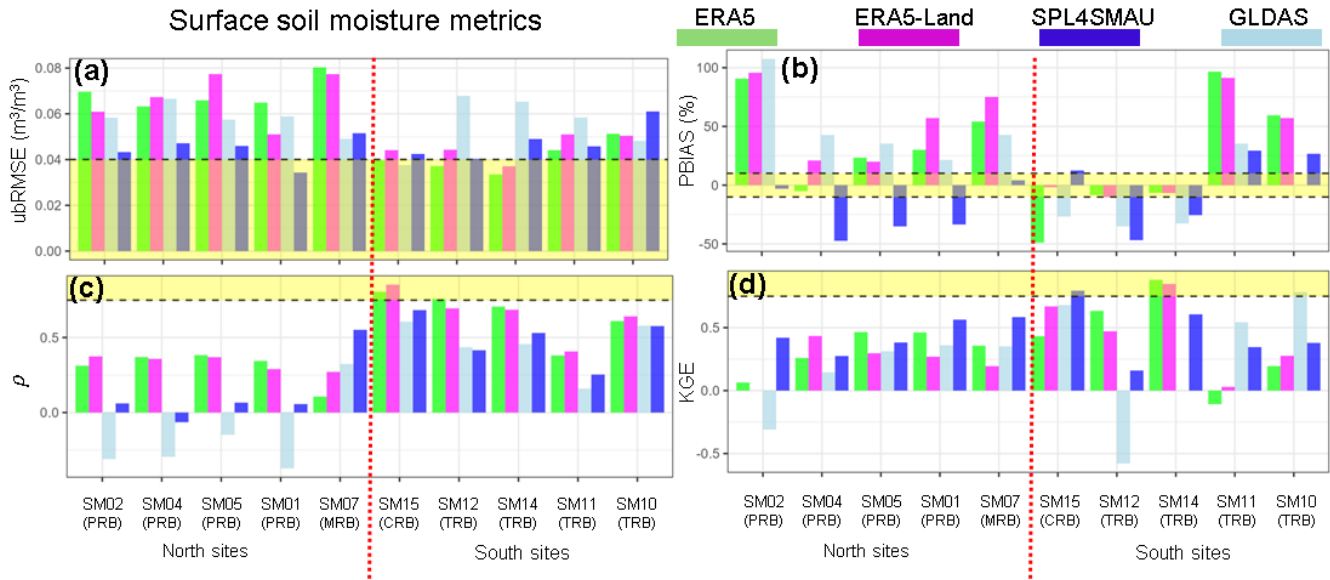 Surface soil moisture metrics
ERA5 ERA5-Land SPL4SMAU GLDAS
(a)
ubRMSE (m³/m³)
0.08
0.06
0.04
0.02
0.00
(b)
PBIAS (%)
100
50
0
-50
(c)
ρ
0.5
0.0
(d)
KGE
0.5
0.0
-0.5
SM02 SM04 SM05 SM01 SM07 SM15 SM12 SM14 SM11 SM10
(PRB) (PRB) (PRB) (PRB) (MRB) (CRB) (TRB) (TRB) (TRB) (TRB)
North sites South sites
SM02 SM04 SM05 SM01 SM07 SM15 SM12 SM14 SM11 SM10
(PRB) (PRB) (PRB) (PRB) (MRB) (CRB) (TRB) (TRB) (TRB) (TRB)
North sites South sites